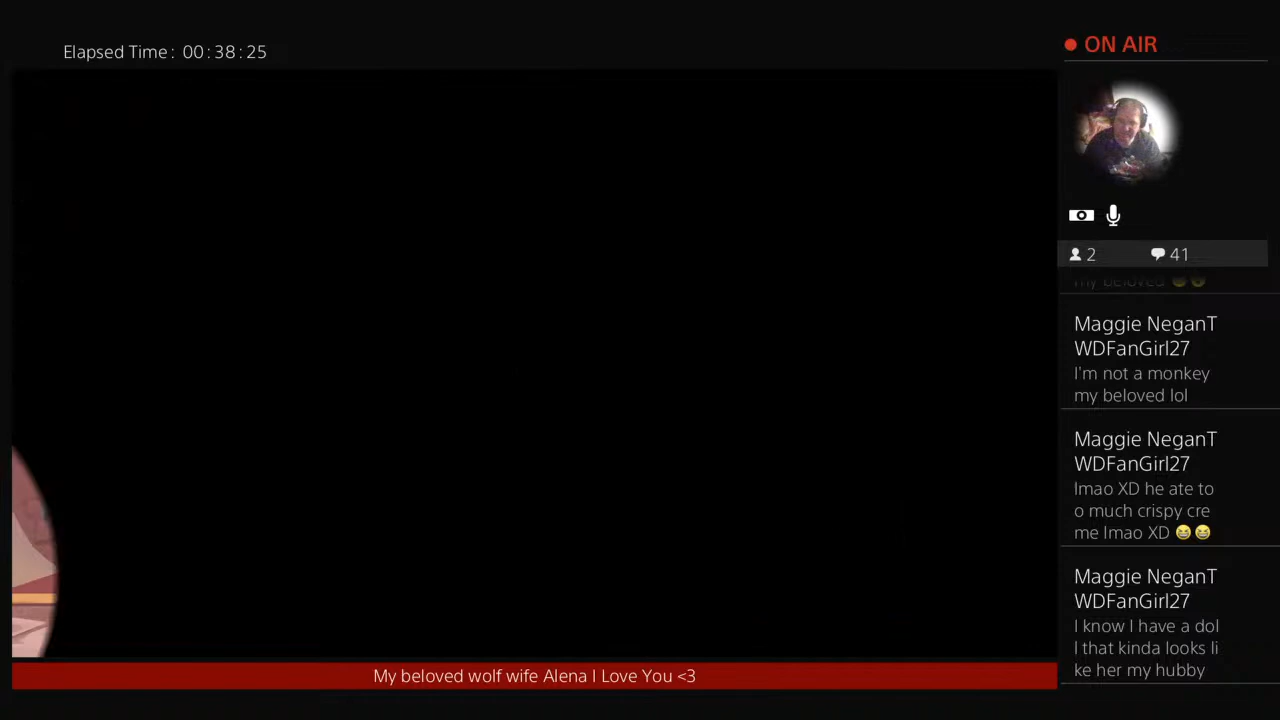 Elapsed Time: 00:38:25
ON AIR
2 41
my beloved 😆😆
Maggie NeganT
WDFanGirl27
I'm not a monkey
my beloved lol
Maggie NeganT
WDFanGirl27
lmao XD he ate to
o much crispy cre
me lmao XD 😆😆
Maggie NeganT
WDFanGirl27
I know I have a dol
l that kinda looks li
ke her my hubby
My beloved wolf wife Alena I Love You <3